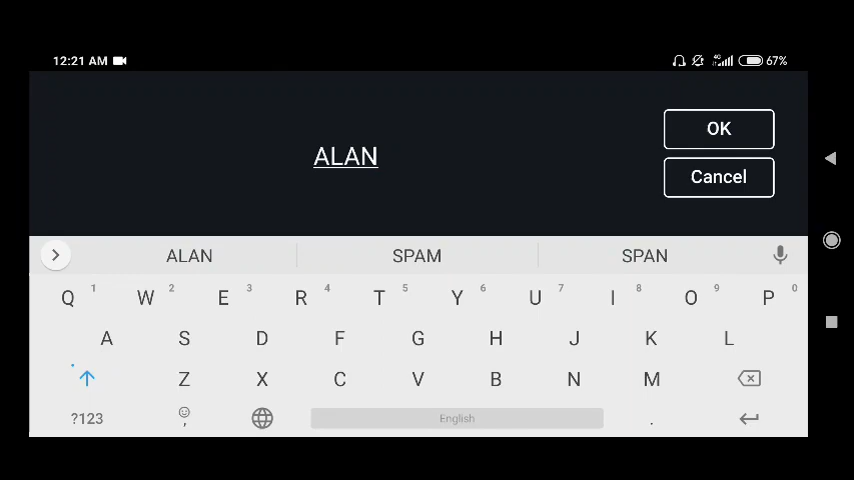 12:21 AM 4G 67%
ALAN
OK
Cancel
ALAN SPAM SPAN
Q 1 W 2 E 3 R 4 T 5 Y 6 U 7 I 8 O 9 P 0
A S D F G H J K L
Z X C V B N M
?123 , English .